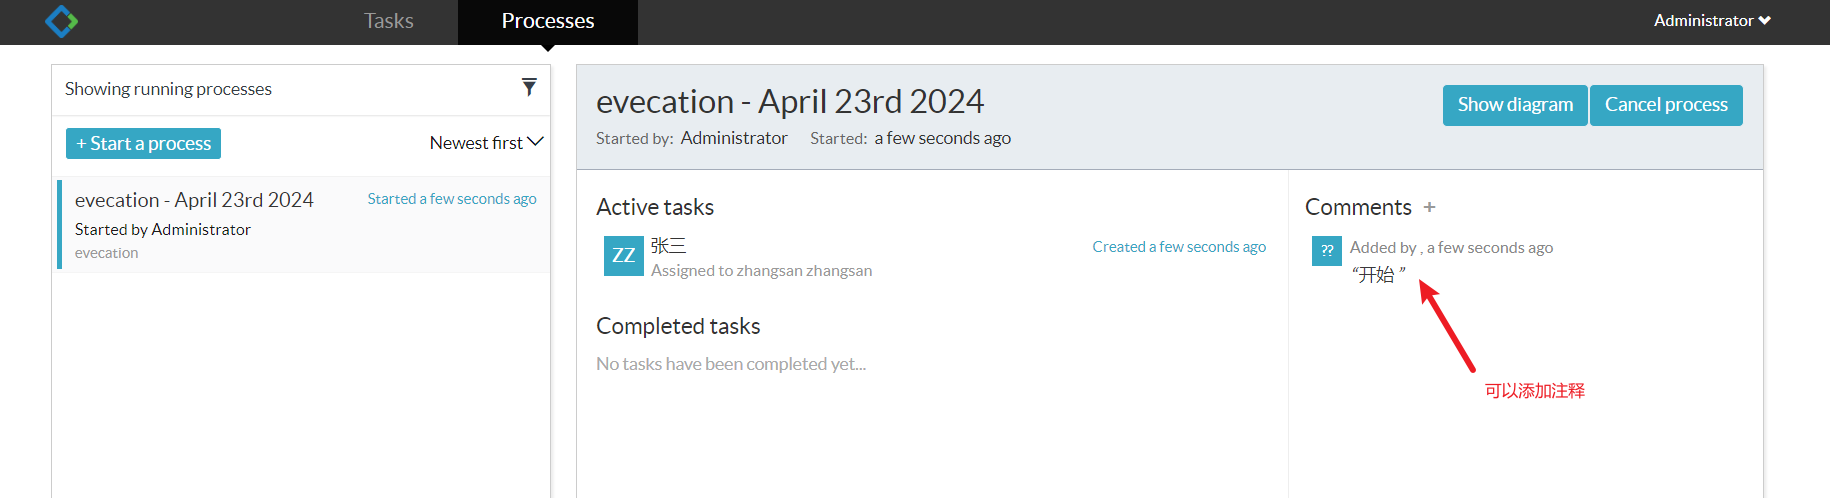 Tasks
Processes
Administrator
Showing running processes
+ Start a process
Newest first
evecation - April 23rd 2024
Started a few seconds ago
Started by Administrator
evecation
evecation - April 23rd 2024
Started by: Administrator Started: a few seconds ago
Show diagram
Cancel process
Active tasks
ZZ
张三
Created a few seconds ago
Assigned to zhangsan zhangsan
Completed tasks
No tasks have been completed yet...
Comments +
??
Added by , a few seconds ago
“开始 ”
可以添加注释